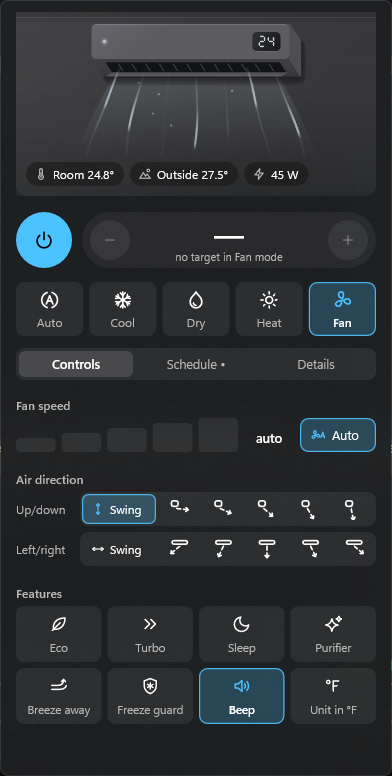 24
Room 24.8°
Outside 27.5°
45 W
—
no target in Fan mode
Auto
Cool
Dry
Heat
Fan
Controls
Schedule •
Details
Fan speed
auto
Auto
Air direction
Up/down
Swing
Left/right
Swing
Features
Eco
Turbo
Sleep
Purifier
Breeze away
Freeze guard
Beep
°F
Unit in °F